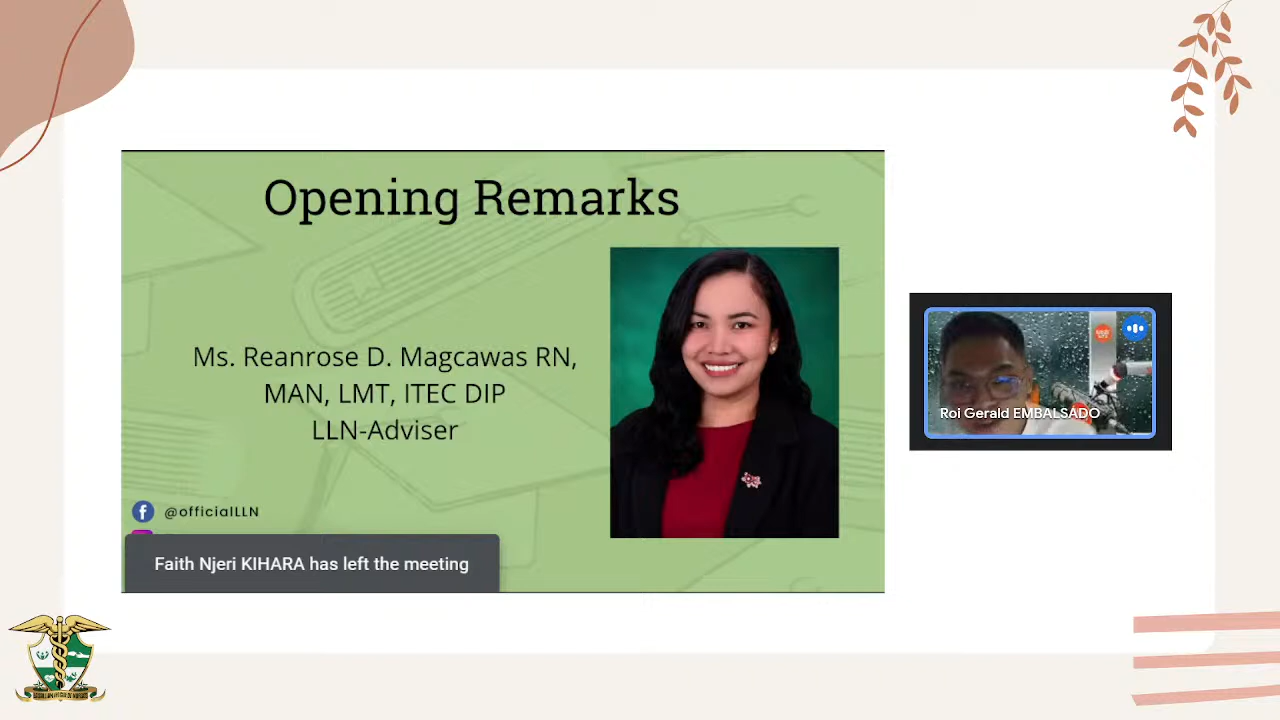 Opening Remarks
Ms. Reanrose D. Magcawas RN,
MAN, LMT, ITEC DIP
LLN-Adviser
@officialLLN
Faith Njeri KIHARA has left the meeting
Roi Gerald EMBALSADO